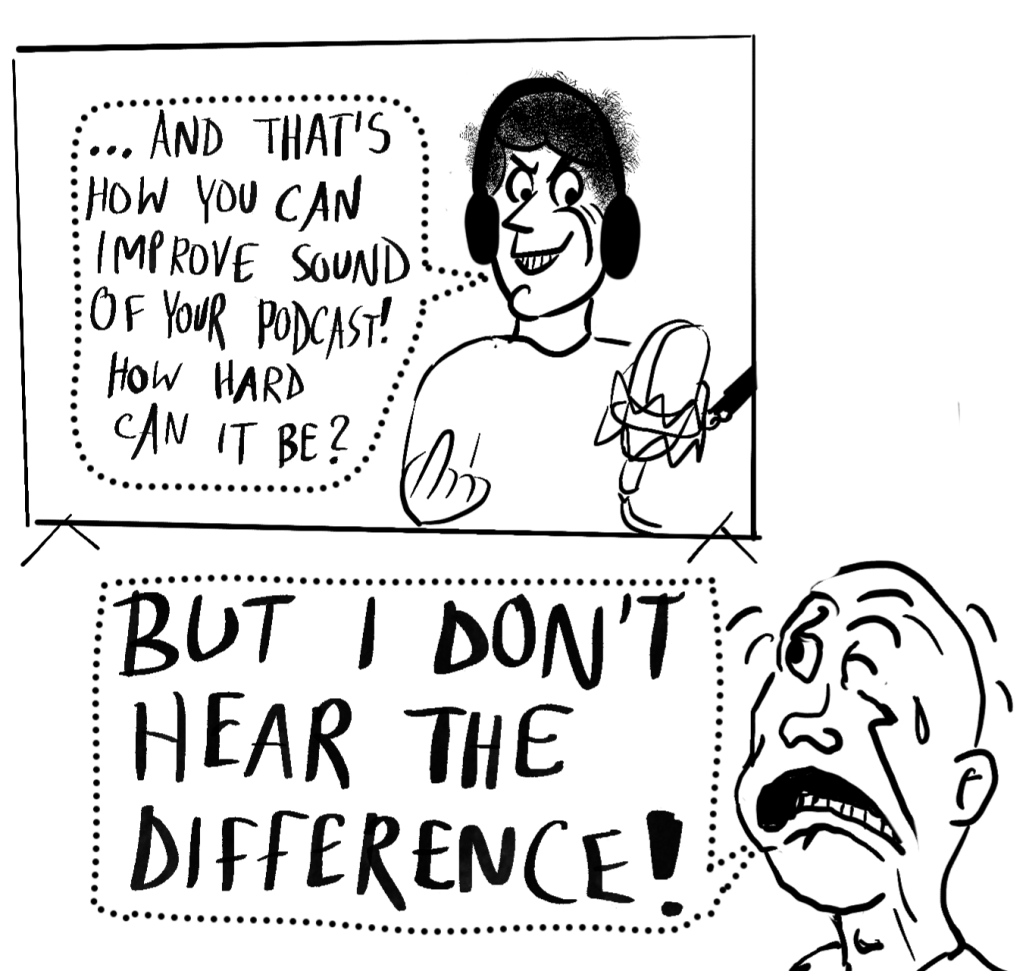 ...AND THAT'S
HOW YOU CAN
IMPROVE SOUND
OF YOUR PODCAST!
HOW HARD
CAN IT BE?
BUT I DON'T
HEAR THE
DIFFERENCE!